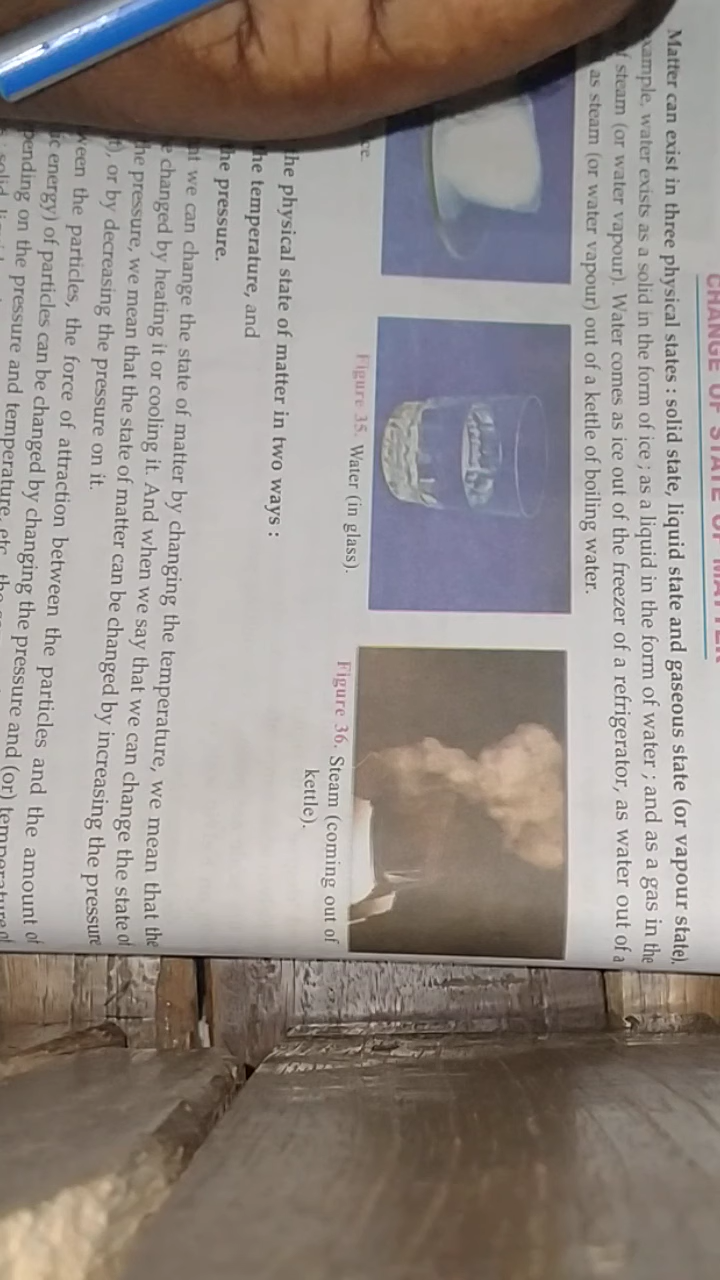 CHANGE OF STATE OF MATTER
Matter can exist in three physical states : solid state, liquid state and gaseous state (or vapour state).
example, water exists as a solid in the form of ice ; as a liquid in the form of water ; and as a gas in the
steam (or water vapour). Water comes as ice out of the freezer of a refrigerator, as water out of a
as steam (or water vapour) out of a kettle of boiling water.
Figure 35. Water (in glass).
Figure 36. Steam (coming out of
kettle).
the physical state of matter in two ways :
the temperature, and
the pressure.
we can change the state of matter by changing the temperature, we mean that the
changed by heating it or cooling it. And when we say that we can change the state of
the pressure, we mean that the state of matter can be changed by increasing the pressure
or by decreasing the pressure on it.
the particles, the force of attraction between the particles and the amount of
energy) of particles can be changed by changing the pressure and (or) temperature of
pending on the pressure and temperature, etc.